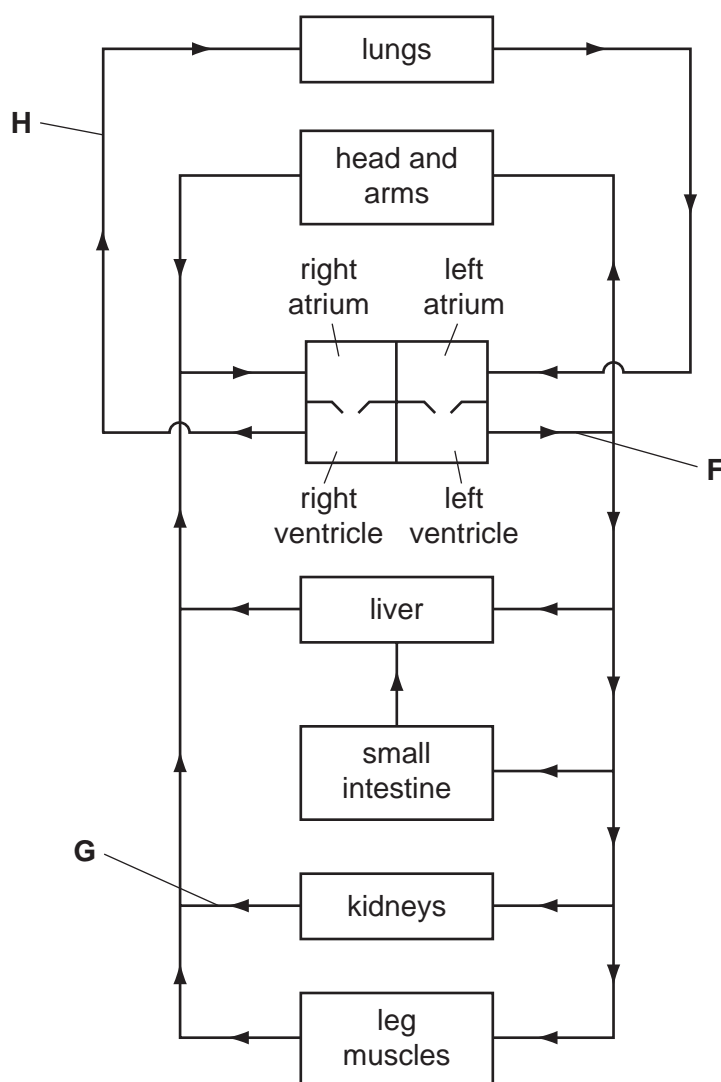 lungs
H
head and
arms
right
atrium
left
atrium
F
right
ventricle
left
ventricle
liver
small
intestine
G
kidneys
leg
muscles